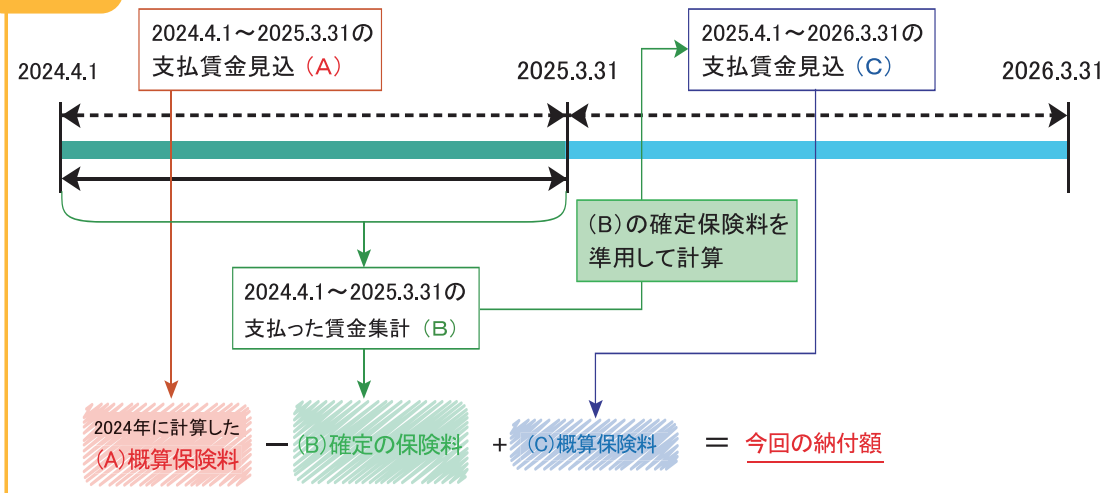 2024.4.1～2025.3.31の
支払賃金見込（A）
2025.4.1～2026.3.31の
支払賃金見込（C）
2024.4.1
2025.3.31
2026.3.31
（B）の確定保険料を
準用して計算
2024.4.1～2025.3.31の
支払った賃金集計（B）
2024年に計算した
（A）概算保険料
－
（B）確定の保険料
+
（C）概算保険料
＝
今回の納付額